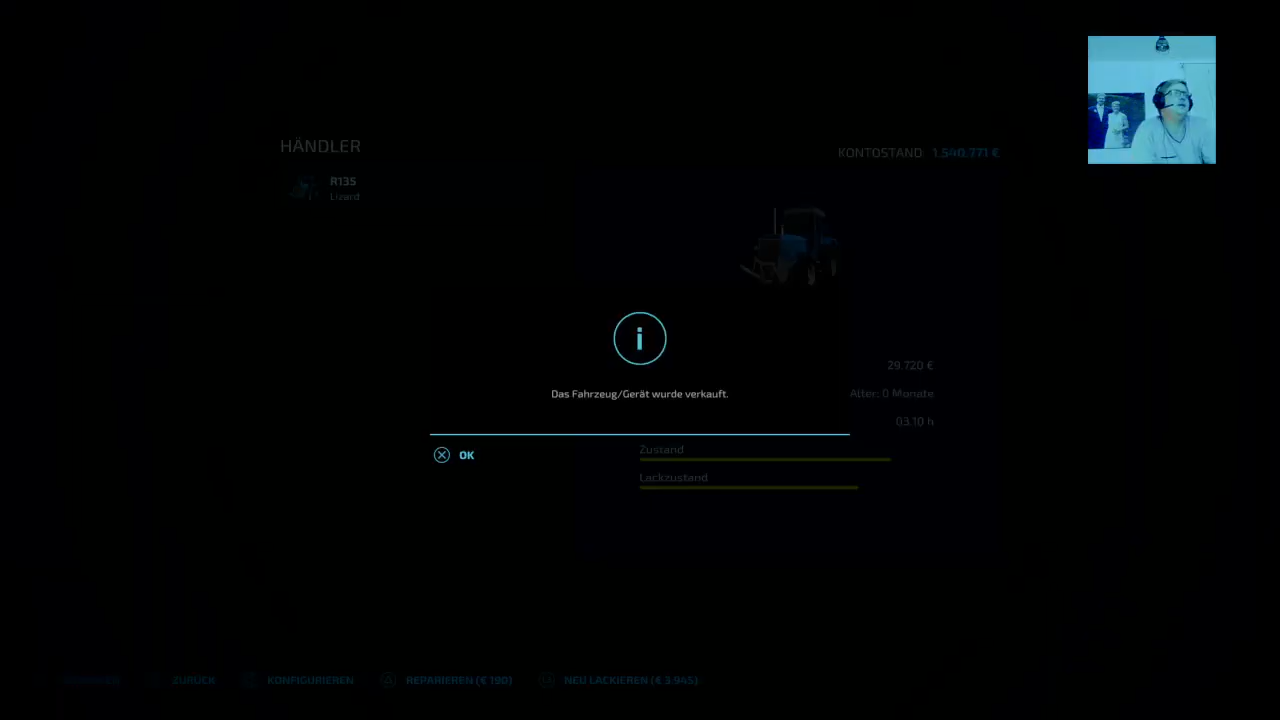 HÄNDLER
KONTOSTAND: 1.540.771 €
R13S
Lizard
29.720 €
Das Fahrzeug/Gerät wurde verkauft.
Alter: 0 Monate
03:10 h
Zustand
OK
Lackzustand
ZURÜCK
KONFIGURIEREN
REPARIEREN (€ 190)
NEU LACKIEREN (€ 3.945)